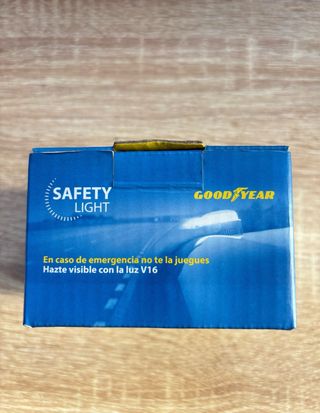 SAFETY
LIGHT
GOODYEAR
En caso de emergencia no te la juegues
Hazte visible con la luz V16